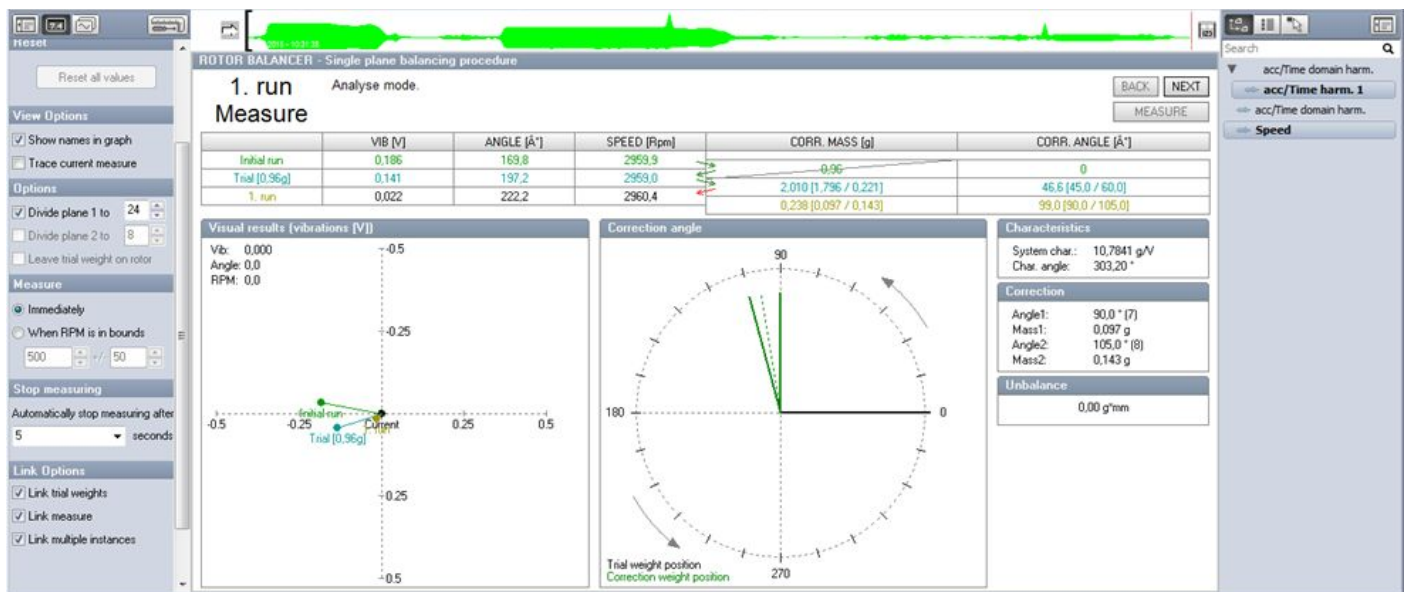 Reset
Reset all values
View Options
Show names in graph
Trace current measure
Options
Divide plane 1 to 24
Divide plane 2 to 8
Leave trial weight on rotor
Measure
Immediately
When RPM is in bounds
500 +/- 50
Stop measuring
Automatically stop measuring after
5 seconds
Link Options
Link trial weights
Link measure
Link multiple instances
ROTOR BALANCER - Single plane balancing procedure
1. run Analyse mode.
Measure
BACK NEXT
MEASURE
VIB [V] ANGLE [Â°] SPEED [Rpm] CORR. MASS [g] CORR. ANGLE [Â°]
Initial run 0,186 169,8 2959,9 0,96 0
Trial [0,96g] 0,141 197,2 2959,0 2,010 [1,796 / 0,221] 46,6 [45,0 / 60,0]
1. run 0,022 222,2 2960,4 0,238 [0,097 / 0,143] 99,0 [90,0 / 105,0]
Visual results (vibrations [V])
Vib: 0,000
Angle: 0,0
RPM: 0,0
-0.5
-0.25
Initial run
-0.5 -0.25 Current 0.25 0.5
Trial [0,96g]
0.25
0.5
Correction angle
90
180 0
270
Trial weight position
Correction weight position
Characteristics
System char.: 10,7841 g/V
Char. angle: 303,20 °
Correction
Angle1: 90,0 ° (7)
Mass1: 0,097 g
Angle2: 105,0 ° (8)
Mass2: 0,143 g
Unbalance
0,00 g*mm
Search
acc/Time domain harm.
acc/Time harm. 1
acc/Time domain harm.
Speed